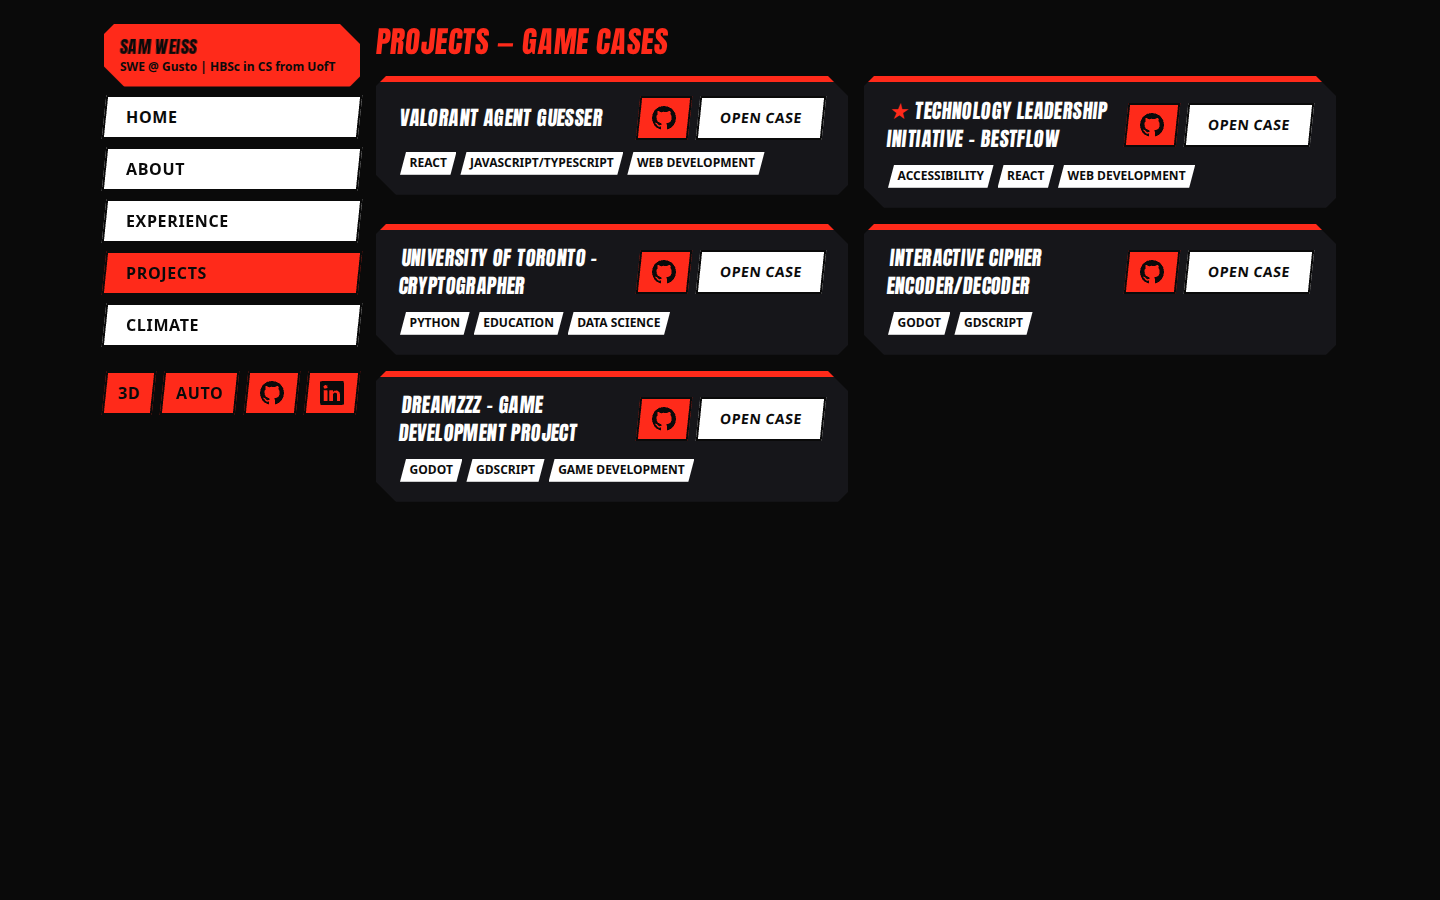 SAM WEISS
SWE @ Gusto | HBSc in CS from UofT
HOME
ABOUT
EXPERIENCE
PROJECTS
CLIMATE
3D
AUTO
PROJECTS — GAME CASES
VALORANT AGENT GUESSER
OPEN CASE
REACT JAVASCRIPT/TYPESCRIPT WEB DEVELOPMENT
★ TECHNOLOGY LEADERSHIP
INITIATIVE - BESTFLOW
OPEN CASE
ACCESSIBILITY REACT WEB DEVELOPMENT
UNIVERSITY OF TORONTO -
CRYPTOGRAPHER
OPEN CASE
PYTHON EDUCATION DATA SCIENCE
INTERACTIVE CIPHER
ENCODER/DECODER
OPEN CASE
GODOT GDSCRIPT
DREAMZZZ - GAME
DEVELOPMENT PROJECT
OPEN CASE
GODOT GDSCRIPT GAME DEVELOPMENT